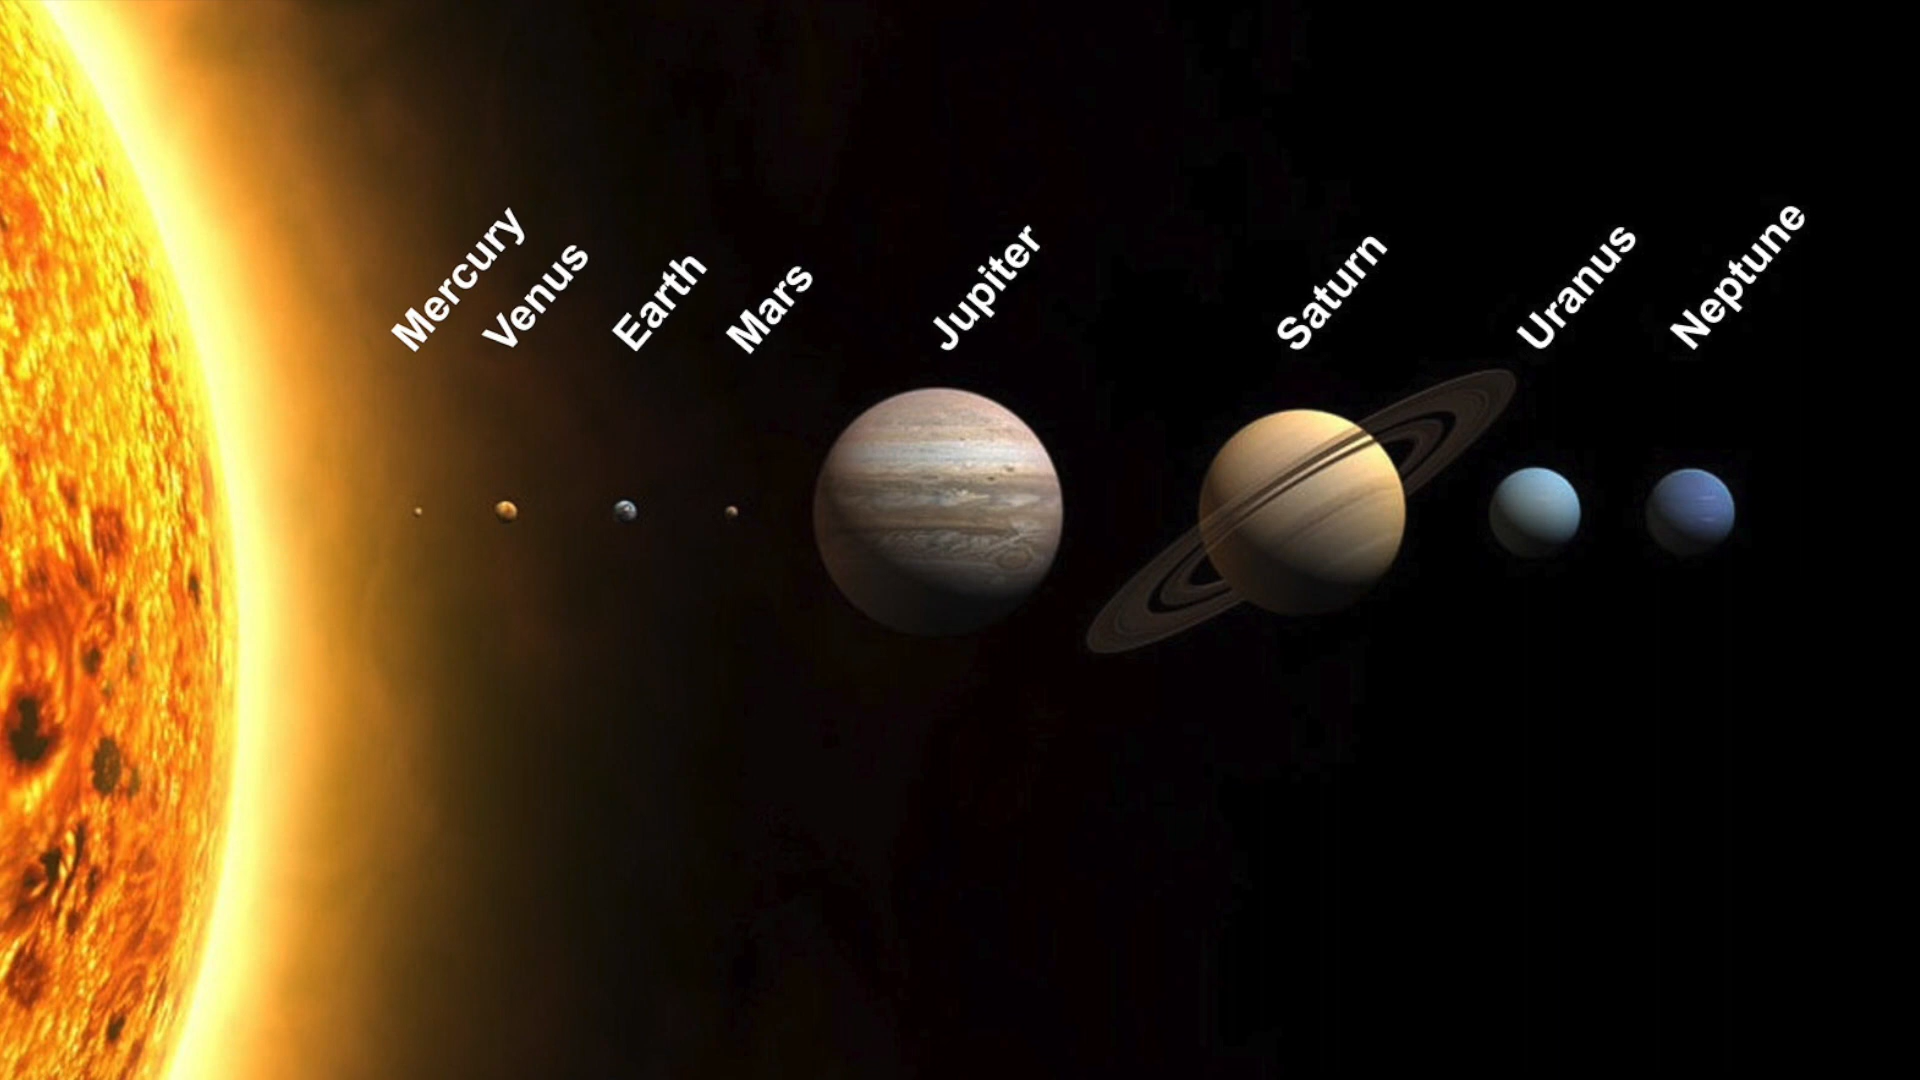 Mercury
Venus
Earth
Mars
Jupiter
Saturn
Uranus
Neptune